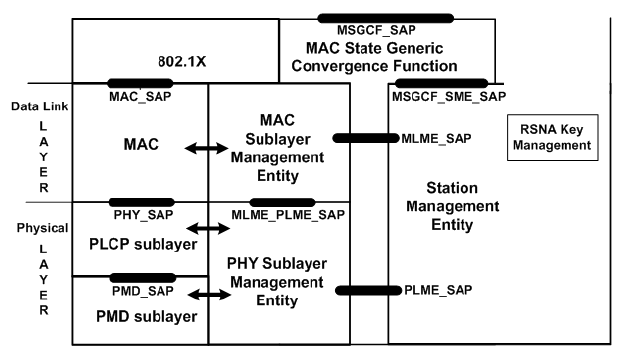 MSGCF_SAP
MAC State Generic
Convergence Function
802.1X
MAC_SAP
MSGCF_SME_SAP
Data Link
L
A
Y
E
R
MAC
MAC
Sublayer
Management
Entity
MLME_SAP
RSNA Key
Management
Station
Management
Entity
Physical
L
A
Y
E
R
PHY_SAP
MLME_PLME_SAP
PLCP sublayer
PHY Sublayer
Management
Entity
PMD_SAP
PLME_SAP
PMD sublayer